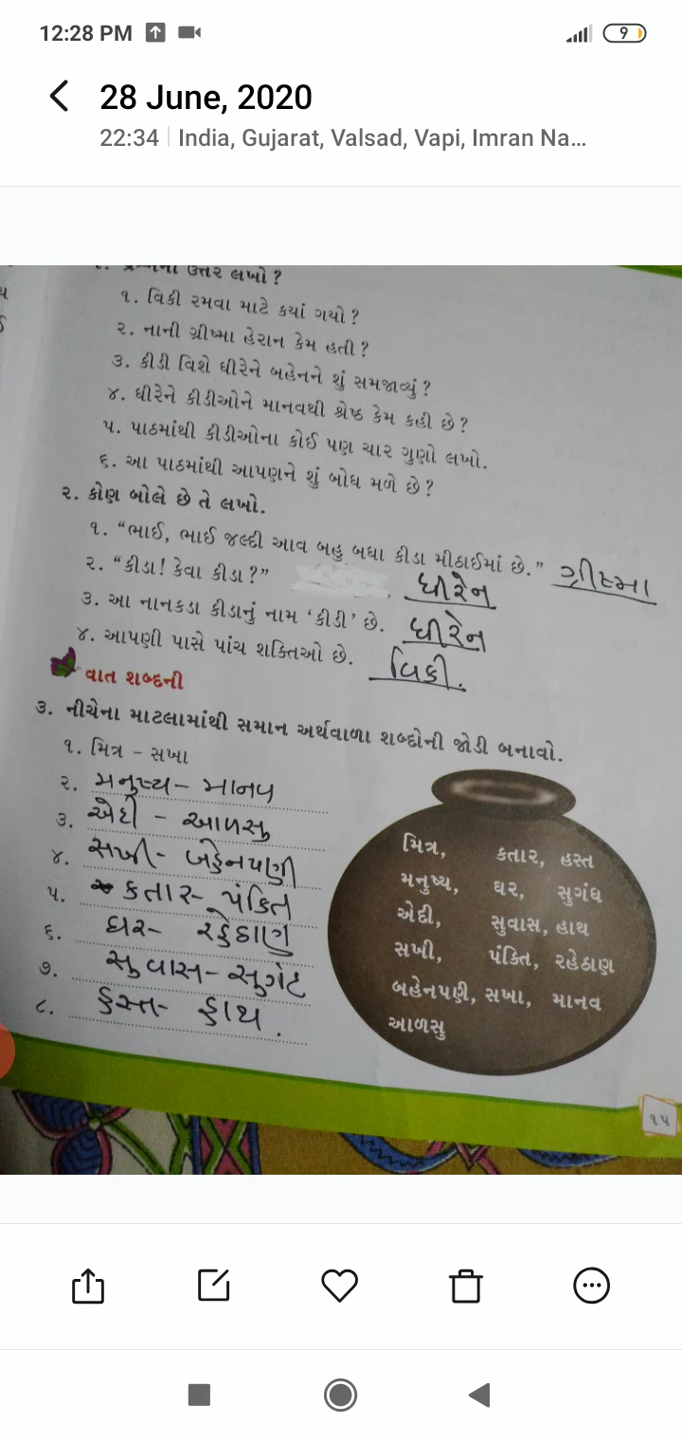 12:28 PM 9
28 June, 2020
22:34 India, Gujarat, Valsad, Vapi, Imran Na...
ઉત્તર લખો ?
૧. વિકી રમવા માટે કયાં ગયો ?
૨. નાની ગ્રીષ્મા હેરાન કેમ હતી ?
૩. કીડી વિશે ધીરેને બહેનને શું સમજાવ્યું ?
૪. ધીરેને કીડીઓને માનવથી શ્રેષ્ઠ કેમ કહી છે ?
૫. પાઠમાંથી કીડીઓના કોઈ પણ ચાર ગુણો લખો.
૬. આ પાઠમાંથી આપણને શું બોધ મળે છે ?
૨. કોણ બોલે છે તે લખો.
૧. “ભાઈ, ભાઈ જલ્દી આવ બહુ બધા કીડા મીઠાઈમાં છે.” ગ્રીષ્મા
૨. “કીડા ! કેવા કીડા ?” ધીરેન
૩. આ નાનકડા કીડાનું નામ ‘કીડી’ છે. ધીરેન
૪. આપણી પાસે પાંચ શક્તિઓ છે. વિકી.
વાત શબ્દની
૩. નીચેના માટલામાંથી સમાન અર્થવાળા શબ્દોની જોડી બનાવો.
૧. મિત્ર – સખા
૨. મનુષ્ય – માનવ
૩. એદી – આળસુ
૪. સખી- બહેનપણી
૫. કતાર- પંકિત
૬. ઘર- રહેઠાણ
૭. સુવાસ – સુગંધ
૮. હસ્ત- હાથ.
મિત્ર, કતાર, હસ્ત
મનુષ્ય, ઘર, સુગંધ
એદી, સુવાસ, હાથ
સખી, પંક્તિ, રહેઠાણ
બહેનપણી, સખા, માનવ
આળસુ
૧૫